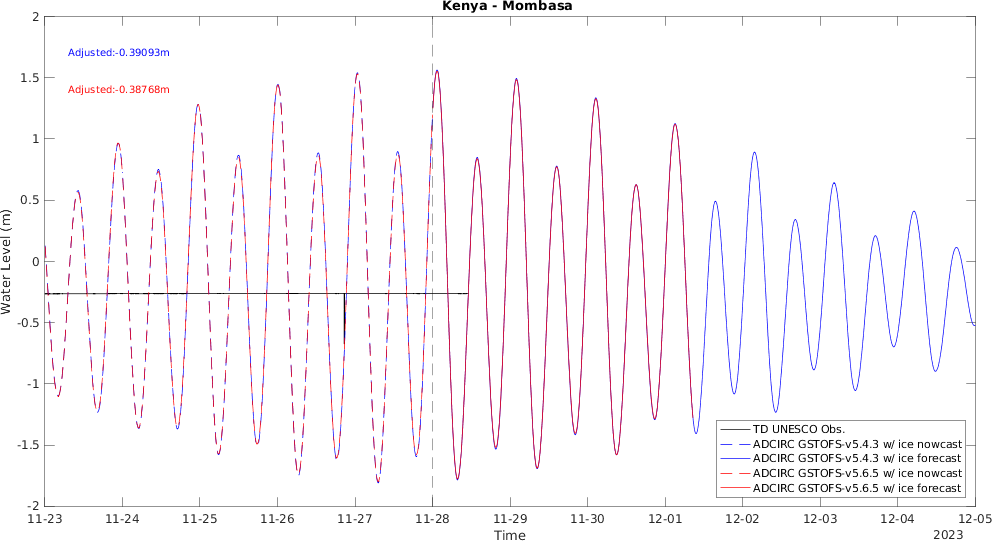 Kenya - Mombasa
2
1.5
1
0.5
0
-0.5
-1
-1.5
-2
Water Level (m)
Adjusted:-0.39093m
Adjusted:-0.38768m
TD UNESCO Obs.
ADCIRC GSTOFS-v5.4.3 w/ ice nowcast
ADCIRC GSTOFS-v5.4.3 w/ ice forecast
ADCIRC GSTOFS-v5.6.5 w/ ice nowcast
ADCIRC GSTOFS-v5.6.5 w/ ice forecast
11-23 11-24 11-25 11-26 11-27 11-28 11-29 11-30 12-01 12-02 12-03 12-04 12-05
Time
2023